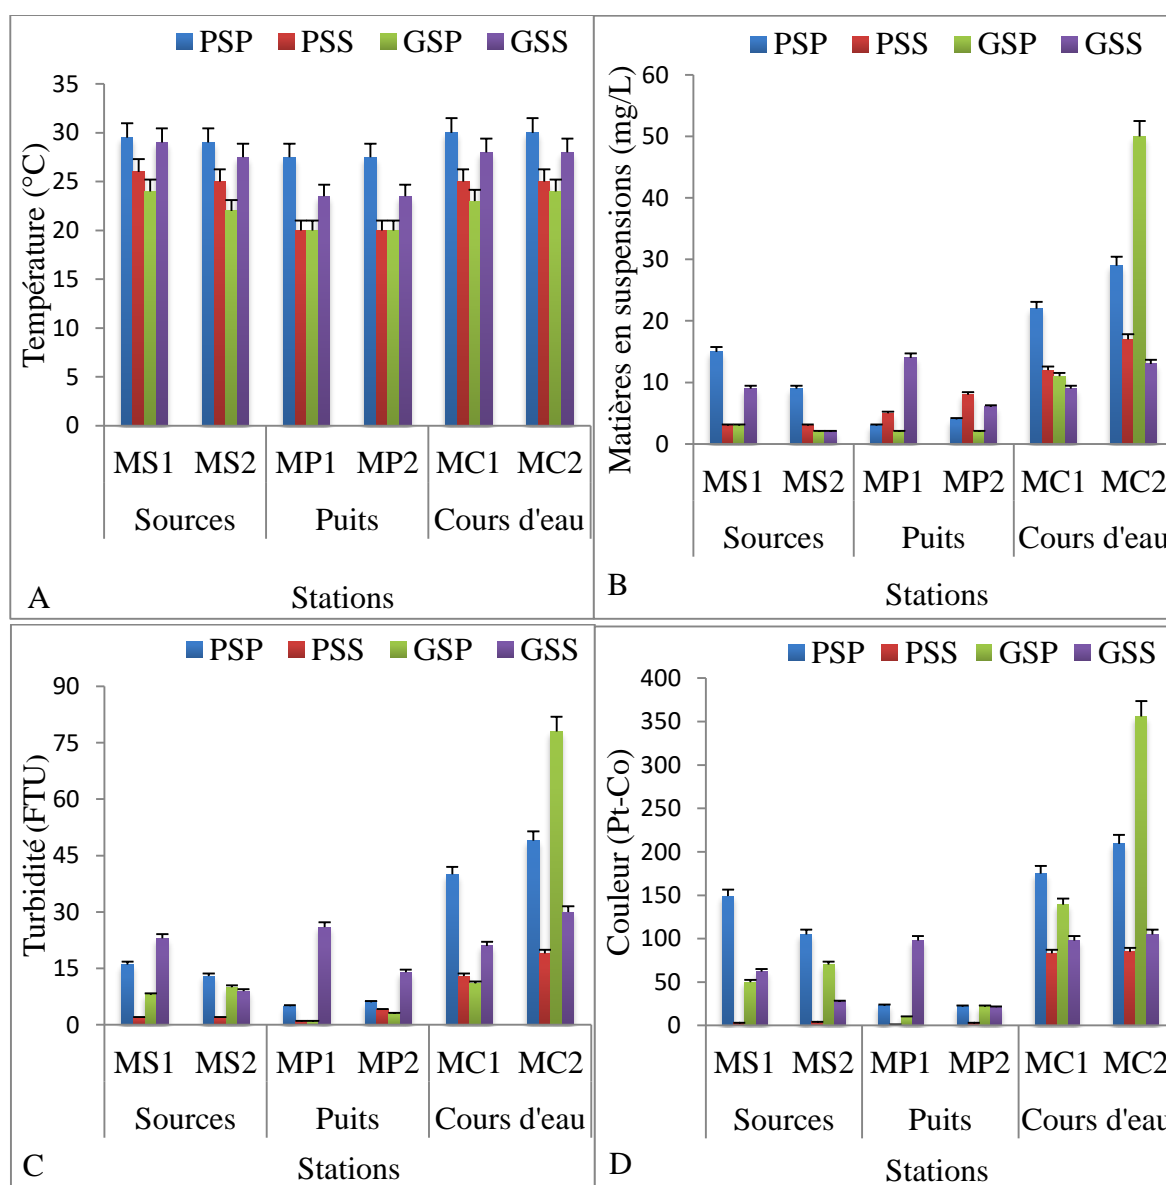 PSP PSS GSP GSS
Température (°C)
35
30
25
20
15
10
5
0
MS1 MS2 MP1 MP2 MC1 MC2
Sources Puits Cours d'eau
A
Stations
PSP PSS GSP GSS
Matières en suspensions (mg/L)
60
50
40
30
20
10
0
MS1 MS2 MP1 MP2 MC1 MC2
Sources Puits Cours d'eau
B
Stations
PSP PSS GSP GSS
Turbidité (FTU)
90
75
60
45
30
15
0
MS1 MS2 MP1 MP2 MC1 MC2
Sources Puits Cours d'eau
C
Stations
PSP PSS GSP GSS
Couleur (Pt-Co)
400
350
300
250
200
150
100
50
0
MS1 MS2 MP1 MP2 MC1 MC2
Sources Puits Cours d'eau
D
Stations